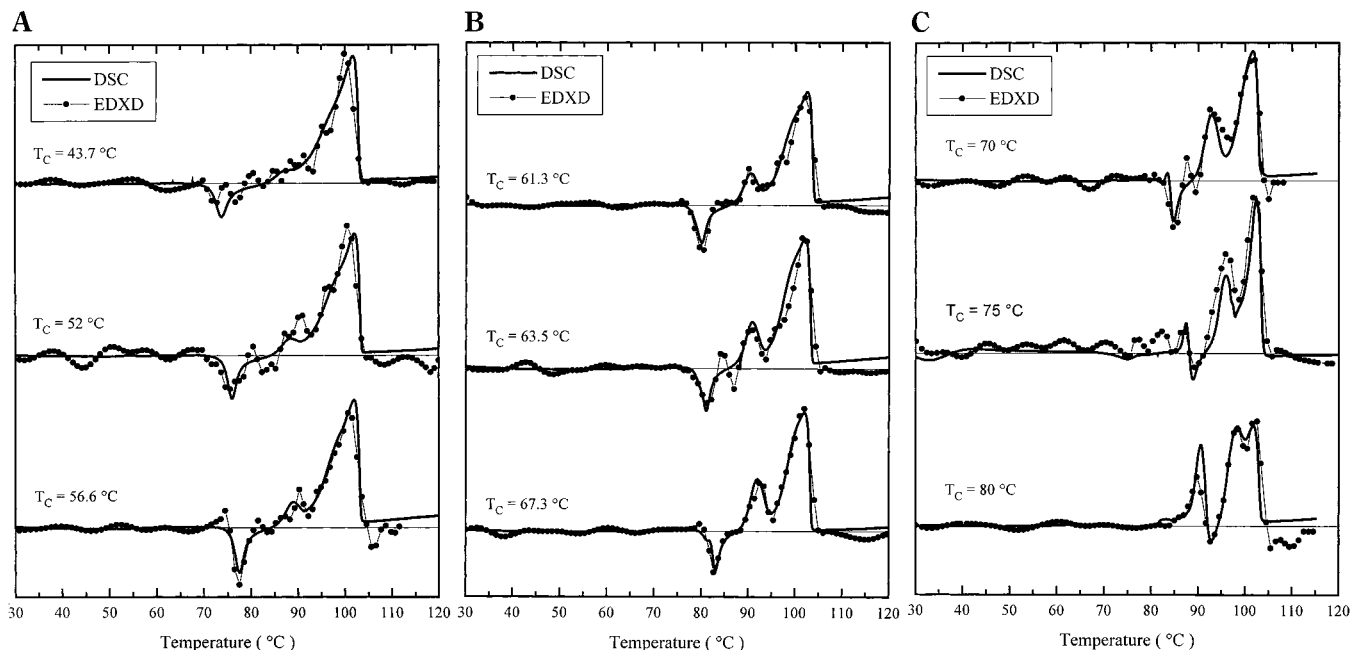 A
DSC
EDXD
T_C = 43.7 °C
T_C = 52 °C
T_C = 56.6 °C
30 40 50 60 70 80 90 100 110 120
Temperature ( °C)
B
DSC
EDXD
T_C = 61.3 °C
T_C = 63.5 °C
T_C = 67.3 °C
30 40 50 60 70 80 90 100 110 120
Temperature ( °C)
C
DSC
EDXD
T_C = 70 °C
T_C = 75 °C
T_C = 80 °C
30 40 50 60 70 80 90 100 110 120
Temperature ( °C)